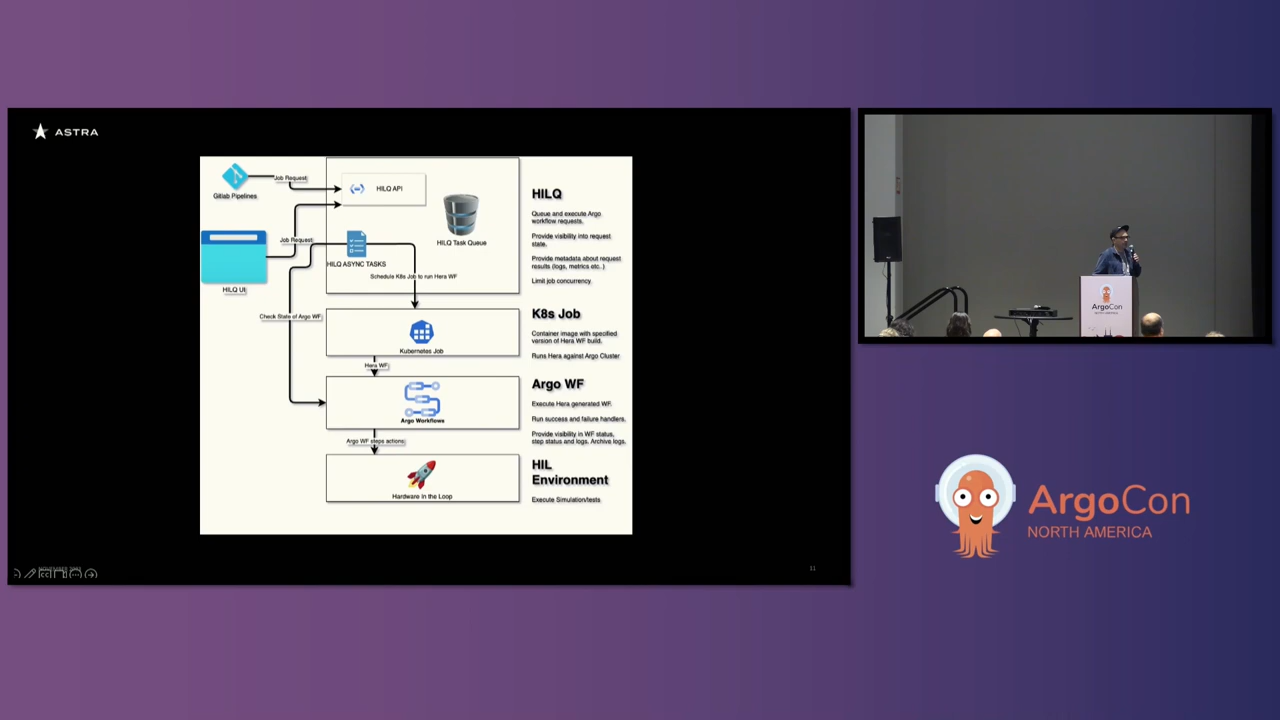 ASTRA
Gitlab Pipelines
Job Request
HILQ API
HILQ Task Queue
HILQ UI
Job Request
HILQ ASYNC TASKS
Schedule K8s Job to run Hera WF
Check State of Argo WF
Kubernetes Job
Hera WF
Argo Workflows
Argo WF steps actions
Hardware In the Loop
HILQ
Queue and execute Argo
workflow requests.
Provide visibility into request
state.
Provide metadata about request
results (logs, metrics etc..)
Limit job concurrency
K8s Job
Container image with specified
version of Hera WF build.
Runs Hera against Argo Cluster
Argo WF
Execute Hera generated WF.
Run success and failure handlers.
Provide visibility in WF status,
step status and logs. Archive logs.
HIL
Environment
Execute Simulation/tests
11
ArgoCon
NORTH AMERICA
ArgoCon
NORTH AMERICA